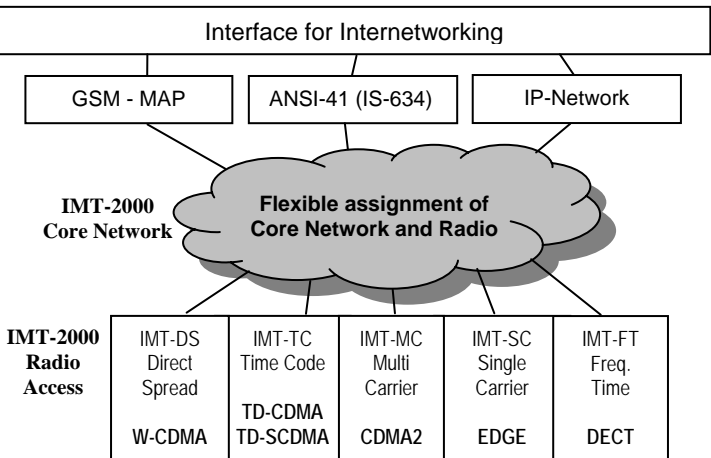 Interface for Internetworking
GSM - MAP
ANSI-41 (IS-634)
IP-Network
IMT-2000
Core Network
Flexible assignment of
Core Network and Radio
IMT-2000
Radio
Access
IMT-DS
Direct
Spread
W-CDMA
IMT-TC
Time Code
TD-CDMA
TD-SCDMA
IMT-MC
Multi
Carrier
CDMA2
IMT-SC
Single
Carrier
EDGE
IMT-FT
Freq.
Time
DECT